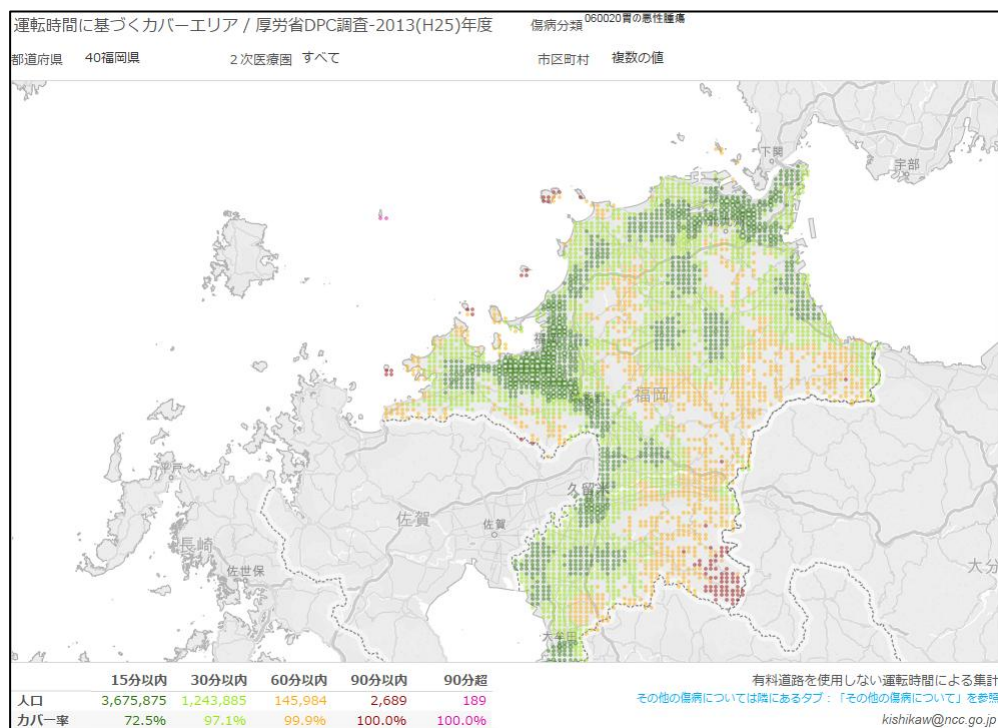 運転時間に基づくカバーエリア / 厚労省DPC調査-2013(H25)年度
傷病分類 060020胃の悪性腫瘍
都道府県 40福岡県 2次医療圏 すべて 市区町村 複数の値
下関
宇部
福岡
平戸
久留米
佐賀
佐賀
長崎
佐世保
大分
大牟田
15分以内 30分以内 60分以内 90分以内 90分超
人口 3,675,875 1,243,885 145,984 2,689 189
カバー率 72.5% 97.1% 99.9% 100.0% 100.0%
有料道路を使用しない運転時間による集計
その他の傷病については隣にあるタブ：「その他の傷病について」を参照
kishikaw@ncc.go.jp